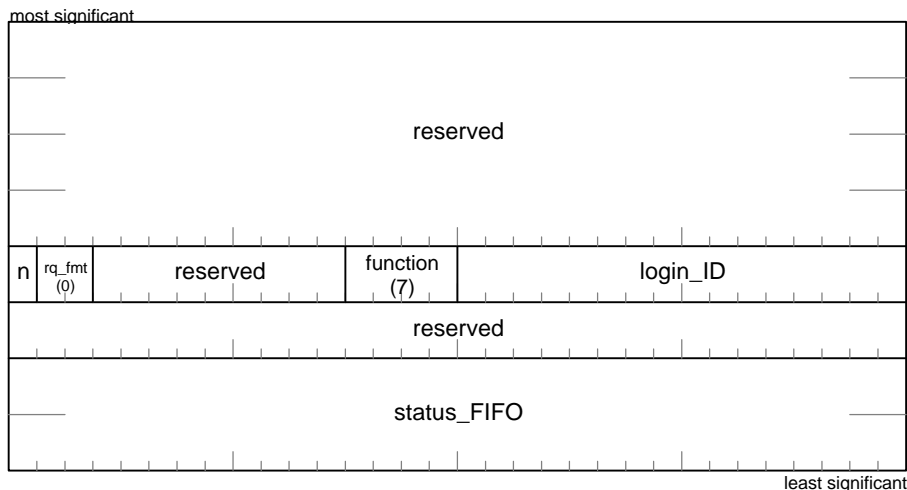 most significant
reserved
n rq_fmt (0) reserved function (7) login_ID
reserved
status_FIFO
least significant